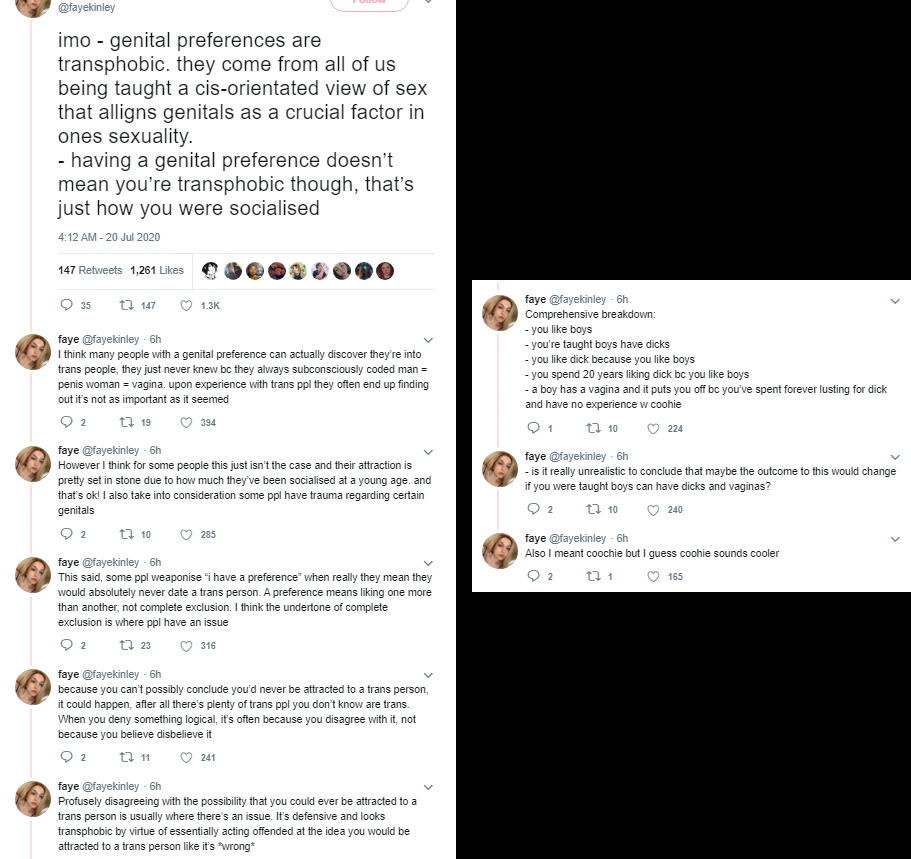 @fayekinley
Follow
imo - genital preferences are
transphobic. they come from all of us
being taught a cis-orientated view of sex
that alligns genitals as a crucial factor in
ones sexuality.
- having a genital preference doesn't
mean you're transphobic though, that's
just how you were socialised
4:12 AM - 20 Jul 2020
147 Retweets 1,261 Likes
35 147 1.3K
faye @fayekinley · 6h
I think many people with a genital preference can actually discover they're into
trans people, they just never knew bc they always subconsciously coded man =
penis woman = vagina. upon experience with trans ppl they often end up finding
out it's not as important as it seemed
2 19 394
faye @fayekinley · 6h
However I think for some people this just isn't the case and their attraction is
pretty set in stone due to how much they've been socialised at a young age. and
that's ok! I also take into consideration some ppl have trauma regarding certain
genitals
2 10 285
faye @fayekinley · 6h
This said, some ppl weaponise “i have a preference” when really they mean they
would absolutely never date a trans person. A preference means liking one more
than another, not complete exclusion. I think the undertone of complete
exclusion is where ppl have an issue
2 23 316
faye @fayekinley · 6h
because you can't possibly conclude you'd never be attracted to a trans person,
it could happen, after all there's plenty of trans ppl you don't know are trans.
When you deny something logical, it's often because you disagree with it, not
because you believe disbelieve it
2 11 241
faye @fayekinley · 6h
Profusely disagreeing with the possibility that you could ever be attracted to a
trans person is usually where there's an issue. It's defensive and looks
transphobic by virtue of essentially acting offended at the idea you would be
attracted to a trans person like it's *wrong*
faye @fayekinley · 6h
Comprehensive breakdown:
- you like boys
- you're taught boys have dicks
- you like dick because you like boys
- you spend 20 years liking dick bc you like boys
- a boy has a vagina and it puts you off bc you've spent forever lusting for dick
and have no experience w coohie
1 10 224
faye @fayekinley · 6h
- is it really unrealistic to conclude that maybe the outcome to this would change
if you were taught boys can have dicks and vaginas?
2 10 240
faye @fayekinley · 6h
Also I meant coochie but I guess coohie sounds cooler
2 1 165